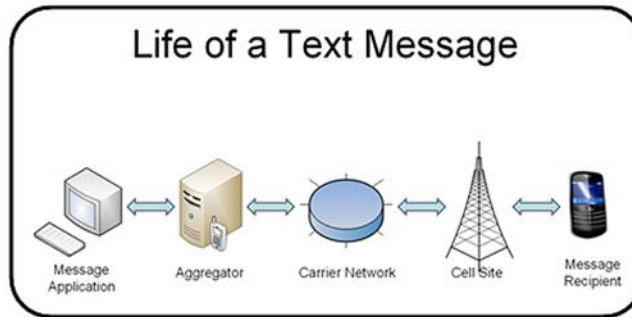 Life of a Text Message
Message
Application
Aggregator
Carrier Network
Cell Site
Message
Recipient